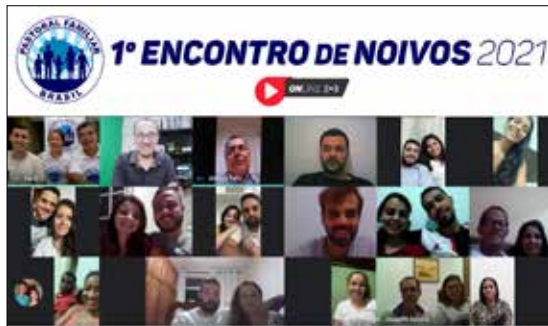 PASTORAL FAMILIAR
BRASIL
1º ENCONTRO DE NOIVOS 2021
ONLINE